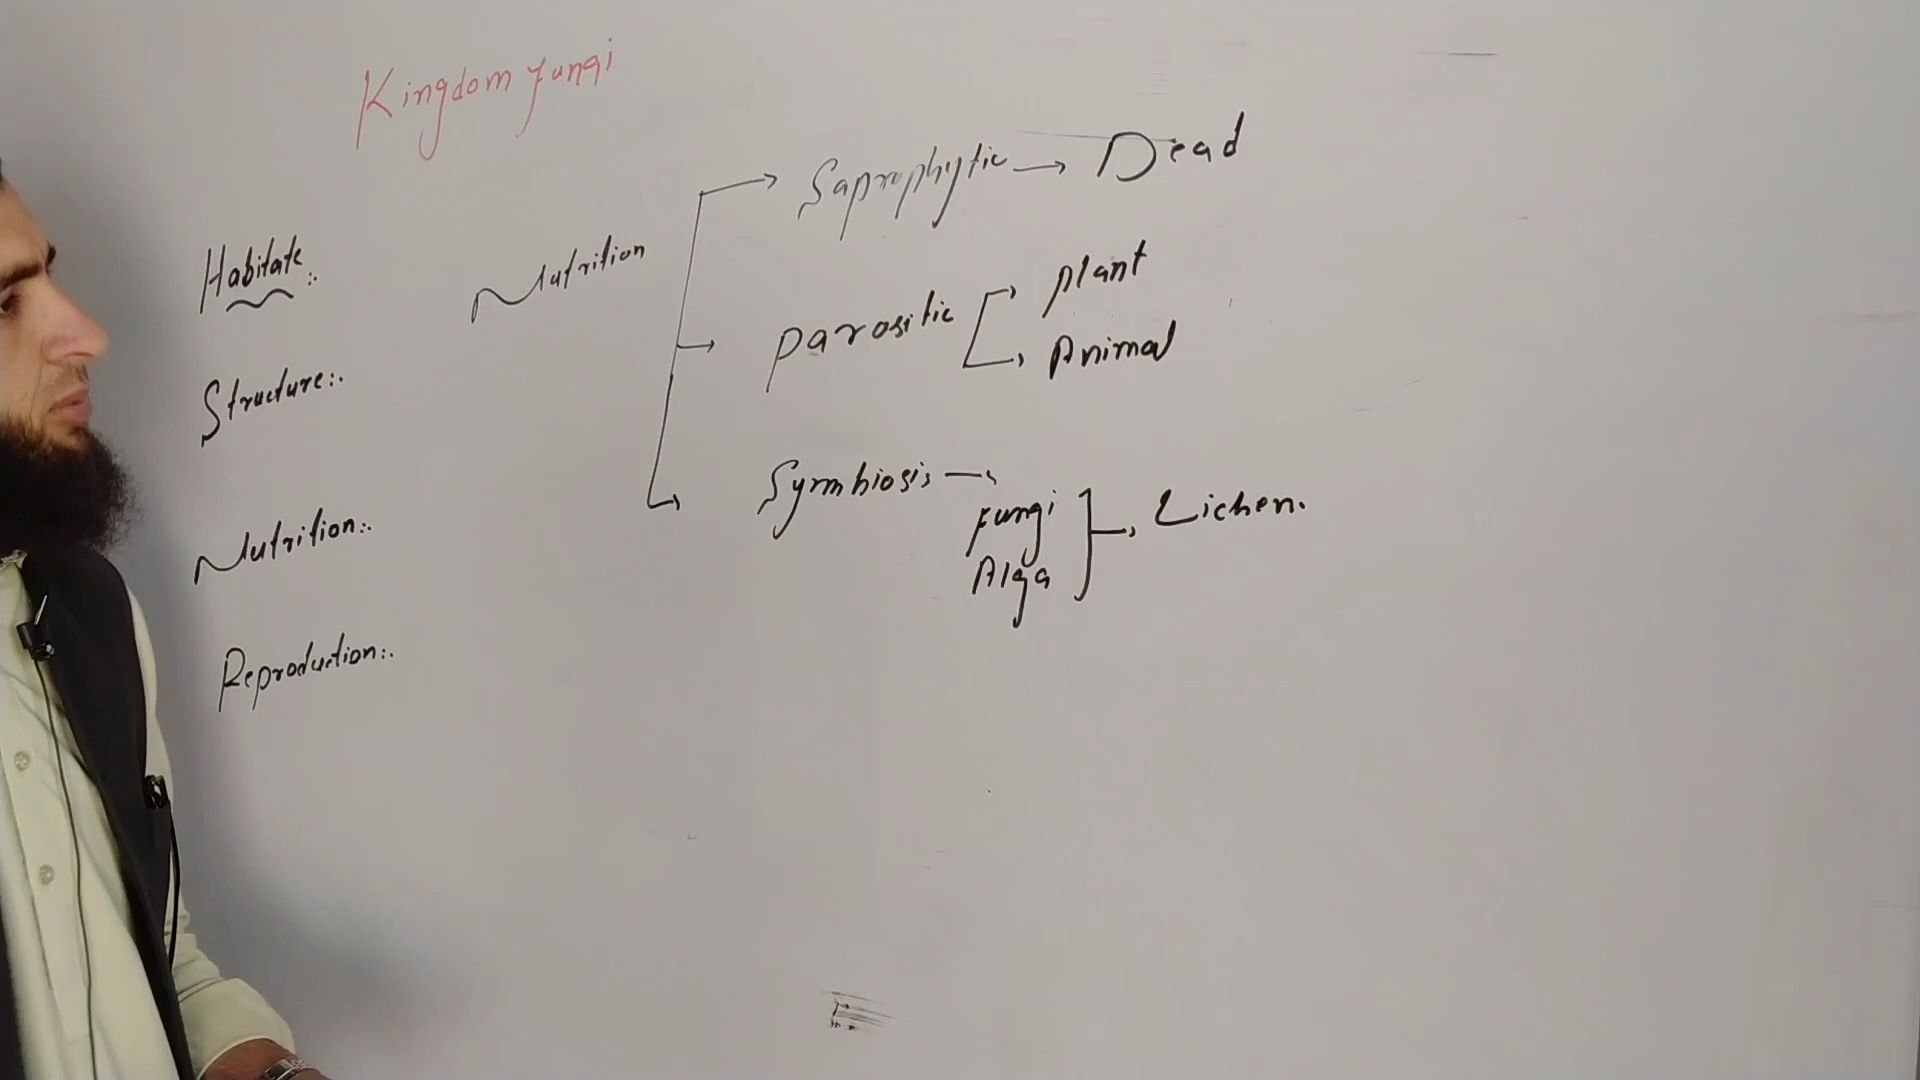 Kingdom fungi
Habitate:.
Structure:.
Nutrition:.
Reproduction:.
Nutrition
Saprophytic → Dead
Parasitic
plant
Animal
Symbiosis →
Fungi
Alga
Lichen.